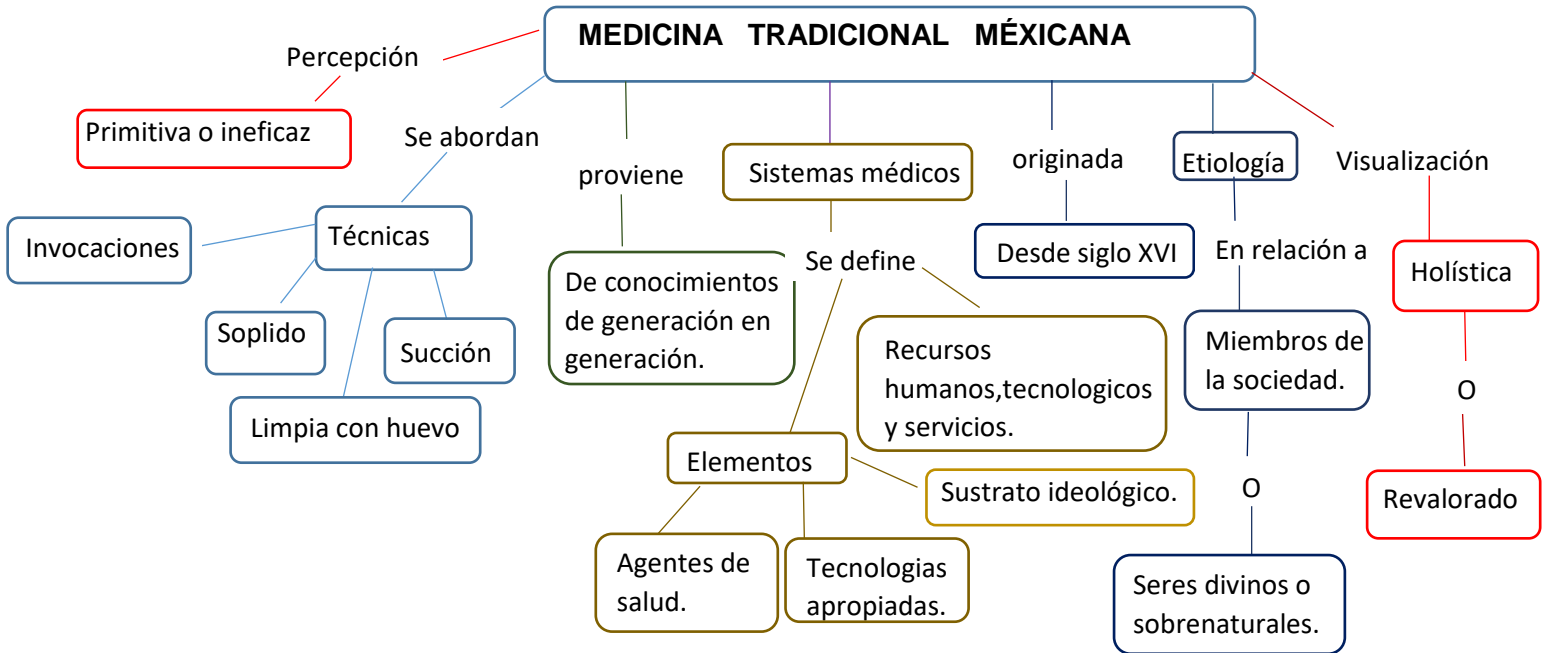 MEDICINA TRADICIONAL MÉXICANA
Percepción
Primitiva o ineficaz
Se abordan
Técnicas
Invocaciones
Soplido
Limpia con huevo
Succión
proviene
De conocimientos
de generación en
generación.
Sistemas médicos
Se define
Recursos
humanos,tecnologicos
y servicios.
Elementos
Agentes de
salud.
Tecnologias
apropiadas.
Sustrato ideológico.
originada
Desde siglo XVI
Etiología
En relación a
Miembros de
la sociedad.
O
Seres divinos o
sobrenaturales.
Visualización
Holística
O
Revalorado